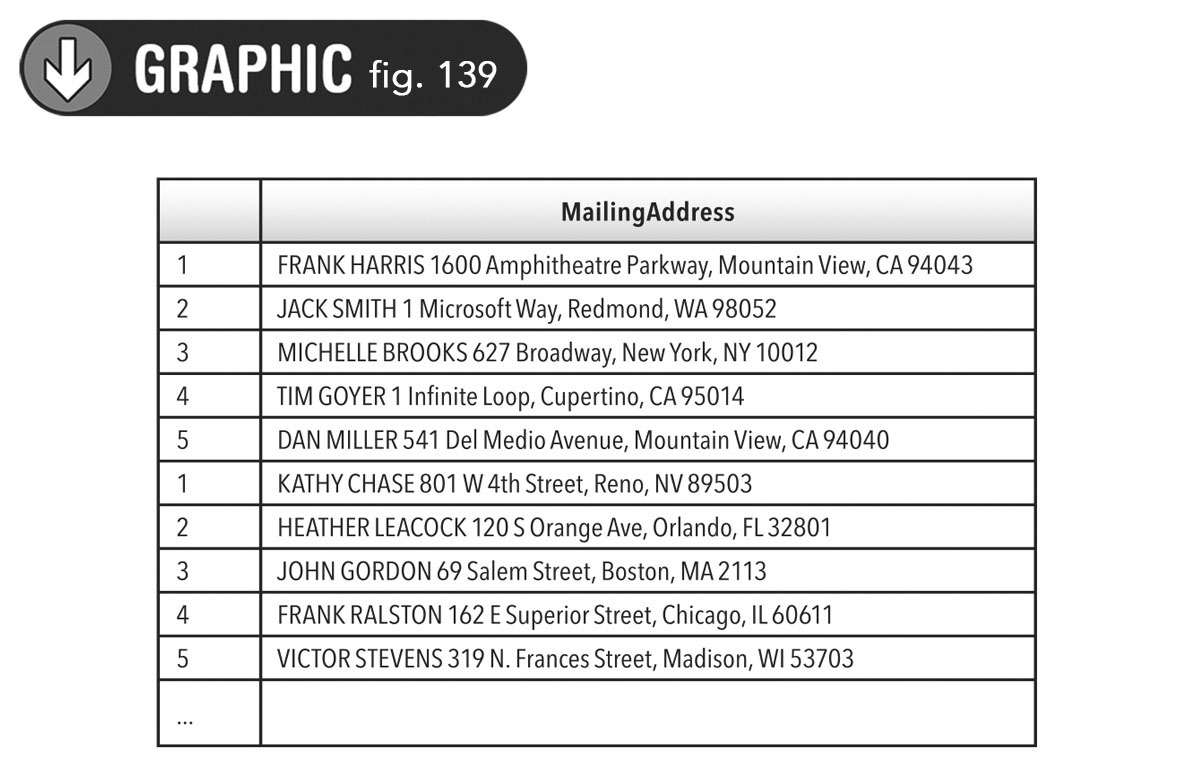 GRAPHIC fig. 139
MailingAddress
1 FRANK HARRIS 1600 Amphitheatre Parkway, Mountain View, CA 94043
2 JACK SMITH 1 Microsoft Way, Redmond, WA 98052
3 MICHELLE BROOKS 627 Broadway, New York, NY 10012
4 TIM GOYER 1 Infinite Loop, Cupertino, CA 95014
5 DAN MILLER 541 Del Medio Avenue, Mountain View, CA 94040
1 KATHY CHASE 801 W 4th Street, Reno, NV 89503
2 HEATHER LEACOCK 120 S Orange Ave, Orlando, FL 32801
3 JOHN GORDON 69 Salem Street, Boston, MA 2113
4 FRANK RALSTON 162 E Superior Street, Chicago, IL 60611
5 VICTOR STEVENS 319 N. Frances Street, Madison, WI 53703
...